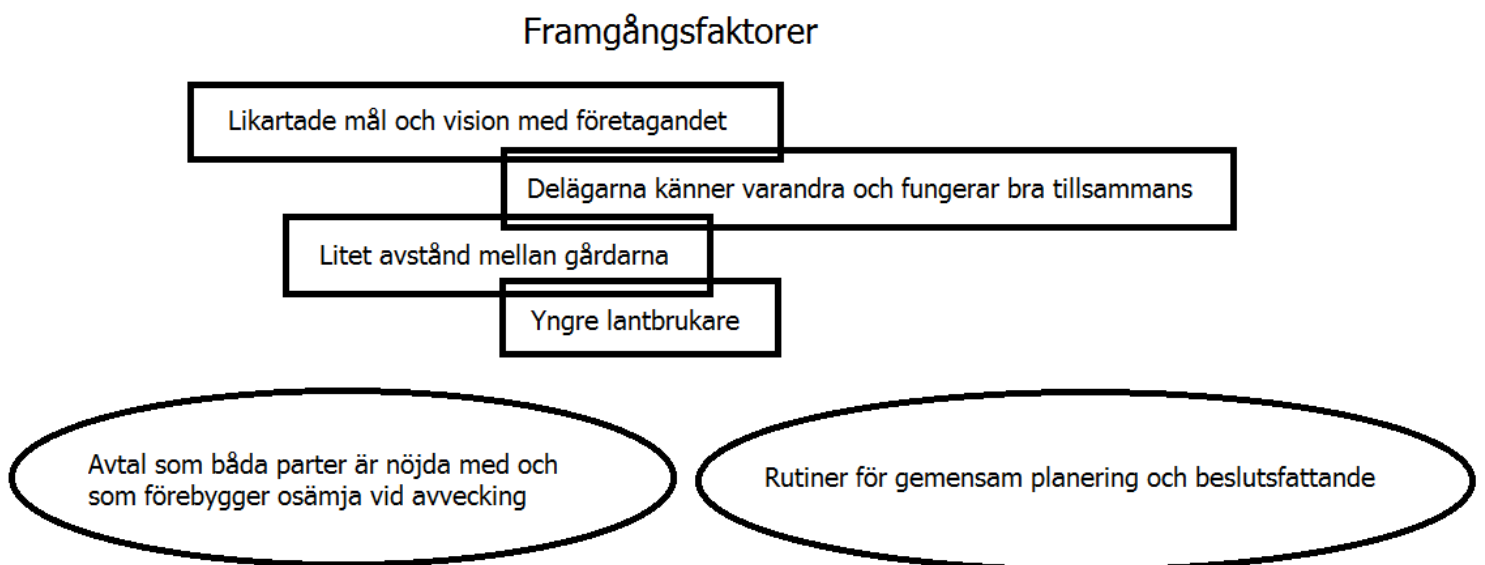 Framgångsfaktorer
Likartade mål och vision med företagandet
Delägarna känner varandra och fungerar bra tillsammans
Litet avstånd mellan gårdarna
Yngre lantbrukare
Avtal som båda parter är nöjda med och
som förebygger osämja vid avvecking
Rutiner för gemensam planering och beslutsfattande